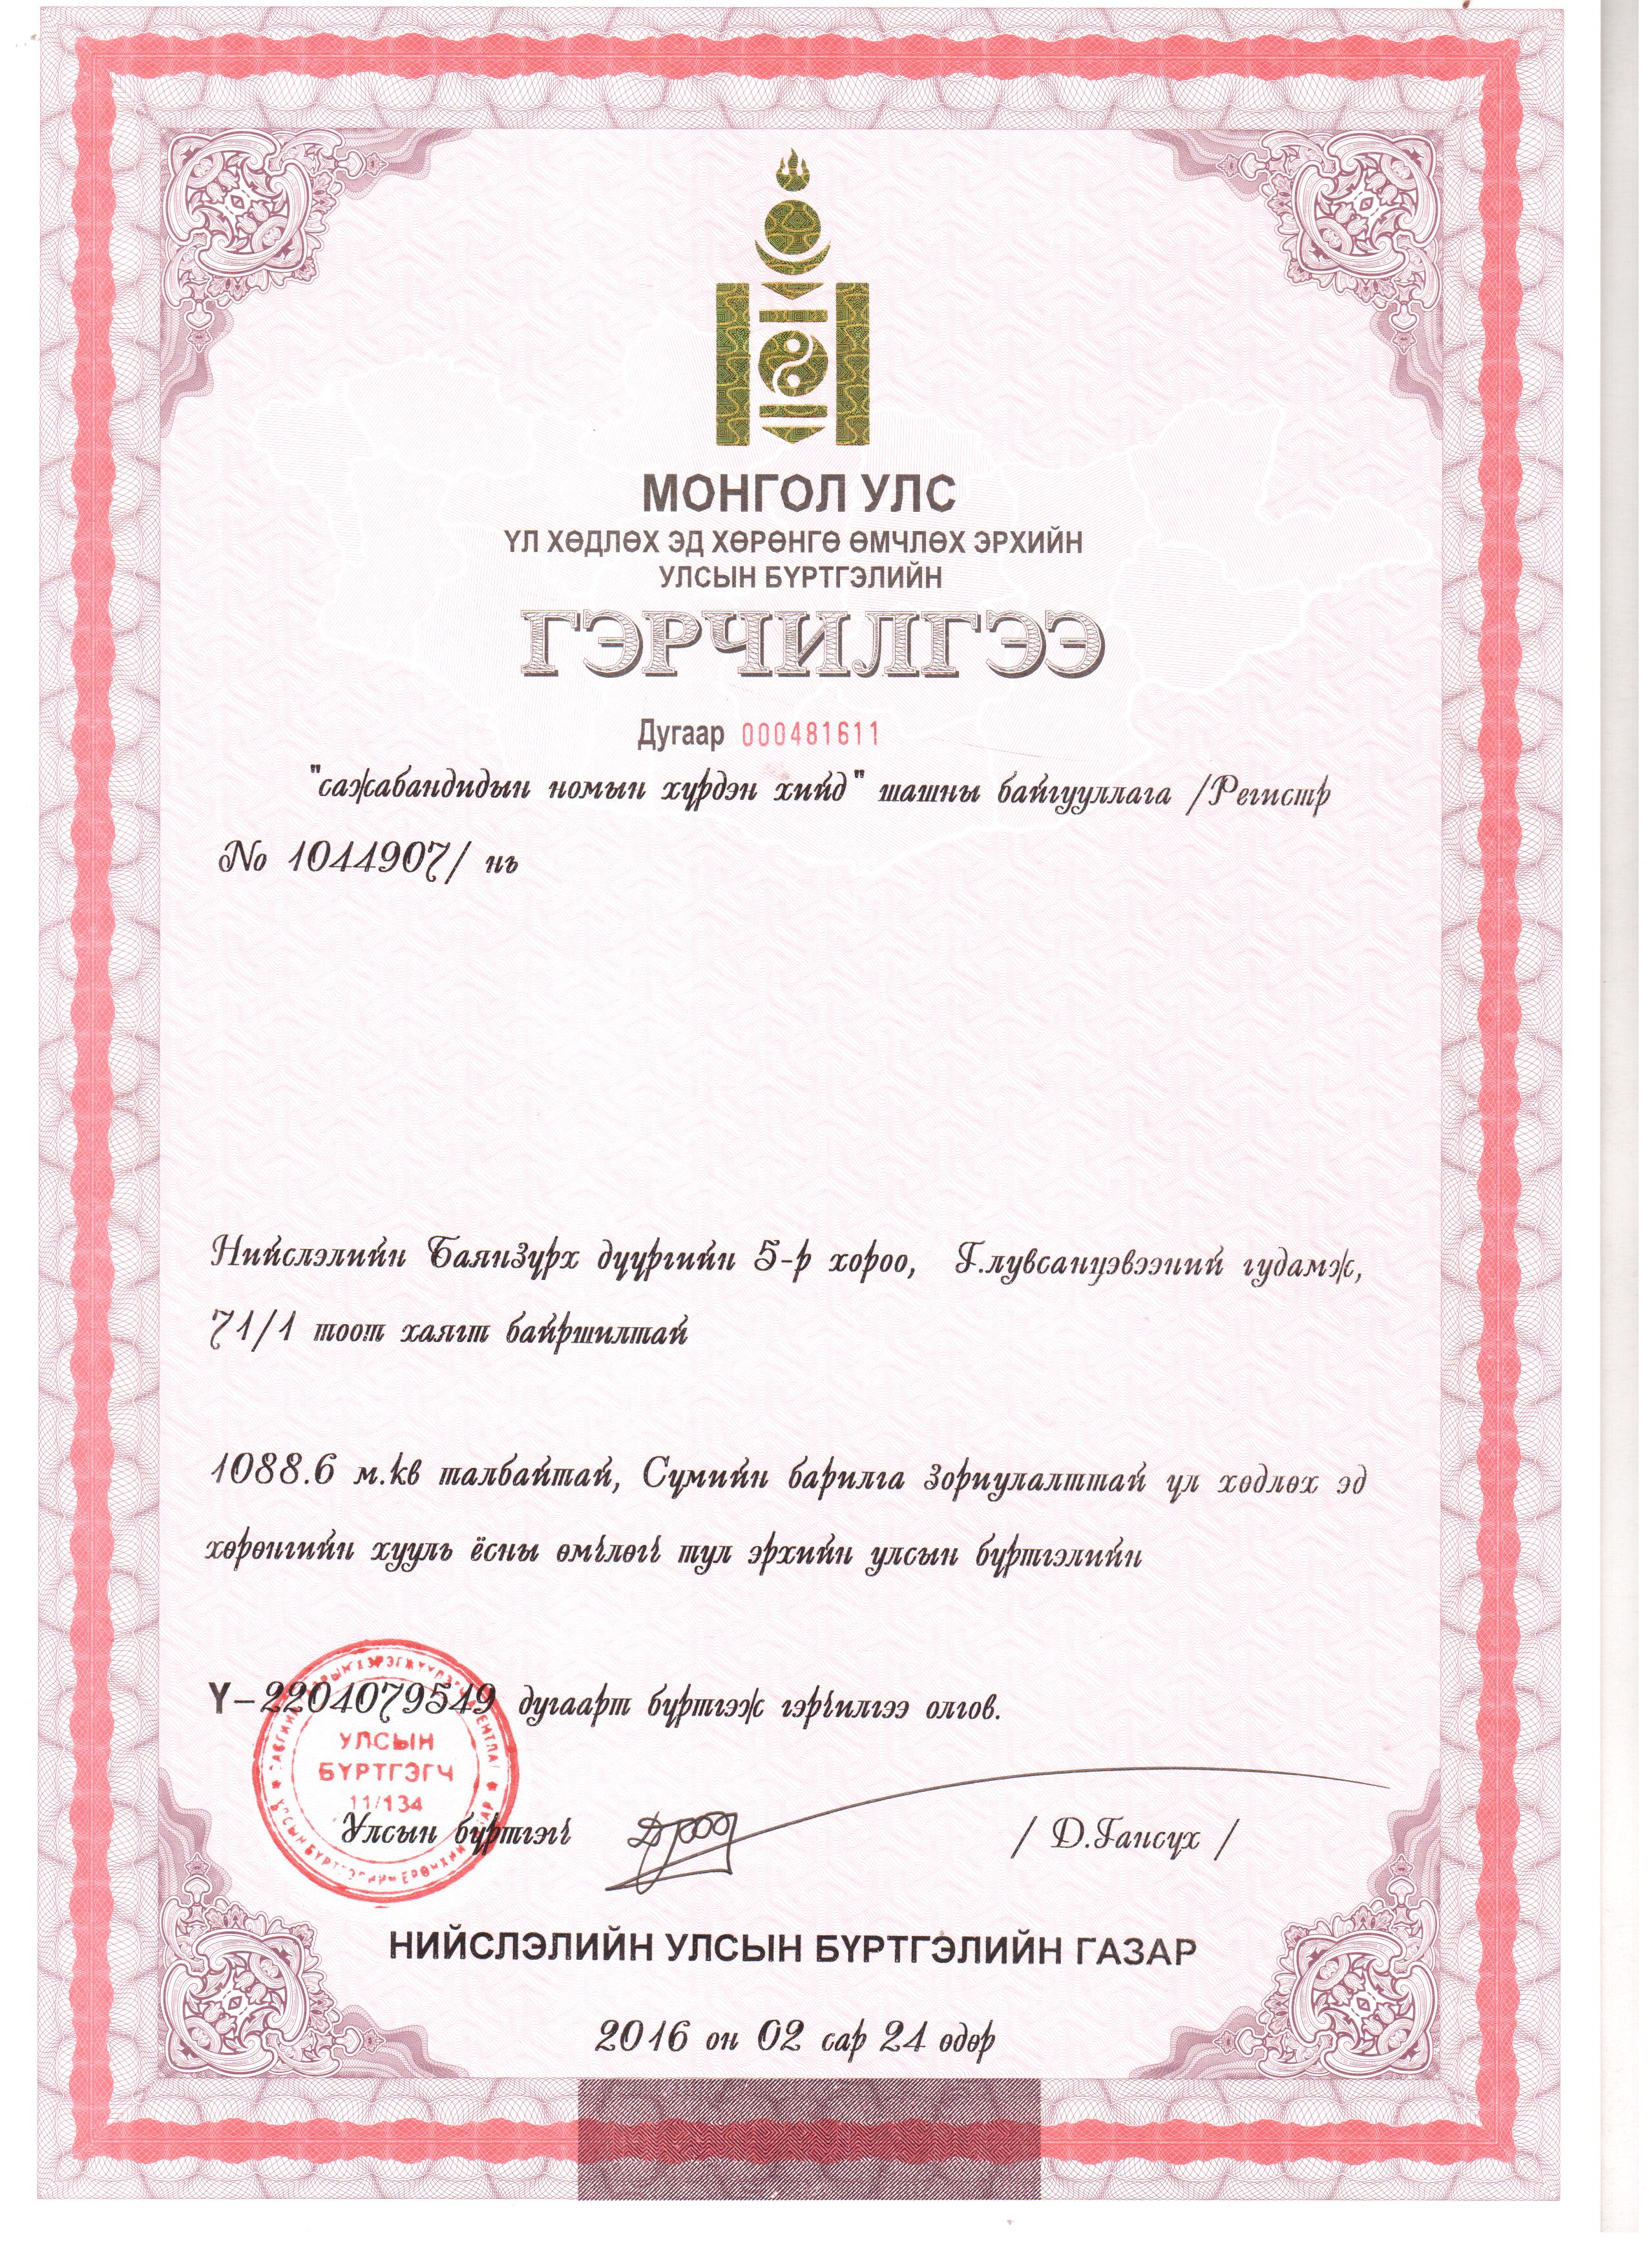 МОНГОЛ УЛС
ҮЛ ХӨДЛӨХ ЭД ХӨРӨНГӨ ӨМЧЛӨХ ЭРХИЙН
УЛСЫН БҮРТГЭЛИЙН
ГЭРЧИЛГЭЭ
Дугаар 000481611
"сажабандидын номын хүрдэн хийд" шашны байгууллага /Регистр
No 1044907/ нь
Нийслэлийн Баянзүрх дүүргийн 5-р хороо, Г.лувсанцэвээний гудамж,
71/1 тоот хаягт байршилтай
1088.6 м.кв талбайтай, Сүмийн барилга зориулалттай үл хөдлөх эд
хөрөнгийн хууль ёсны өмчлөгч тул эрхийн улсын бүртгэлийн
Ү-2204079549 дугаарт бүртгэж гэрчилгээ олгов.
УЛСЫН
БҮРТГЭГЧ
11/134
Улсын бүртгэгч / Д.Гансүх /
НИЙСЛЭЛИЙН УЛСЫН БҮРТГЭЛИЙН ГАЗАР
2016 он 02 сар 24 өдөр